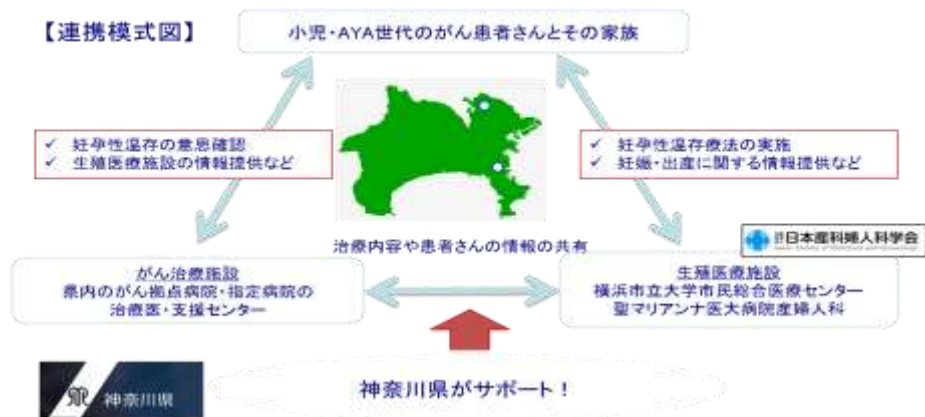 【連携模式図】
小児・AYA世代のがん患者さんとその家族
✓ 妊孕性温存の意思確認
✓ 生殖医療施設の情報提供など
✓ 妊孕性温存療法の実施
✓ 妊娠・出産に関する情報提供など
治療内容や患者さんの情報の共有
日本産科婦人科学会
がん治療施設
県内のがん拠点病院・指定病院の
治療医・支援センター
生殖医療施設
横浜市立大学市民総合医療センター
聖マリアンナ医大病院産婦人科
神奈川県がサポート！
神奈川県